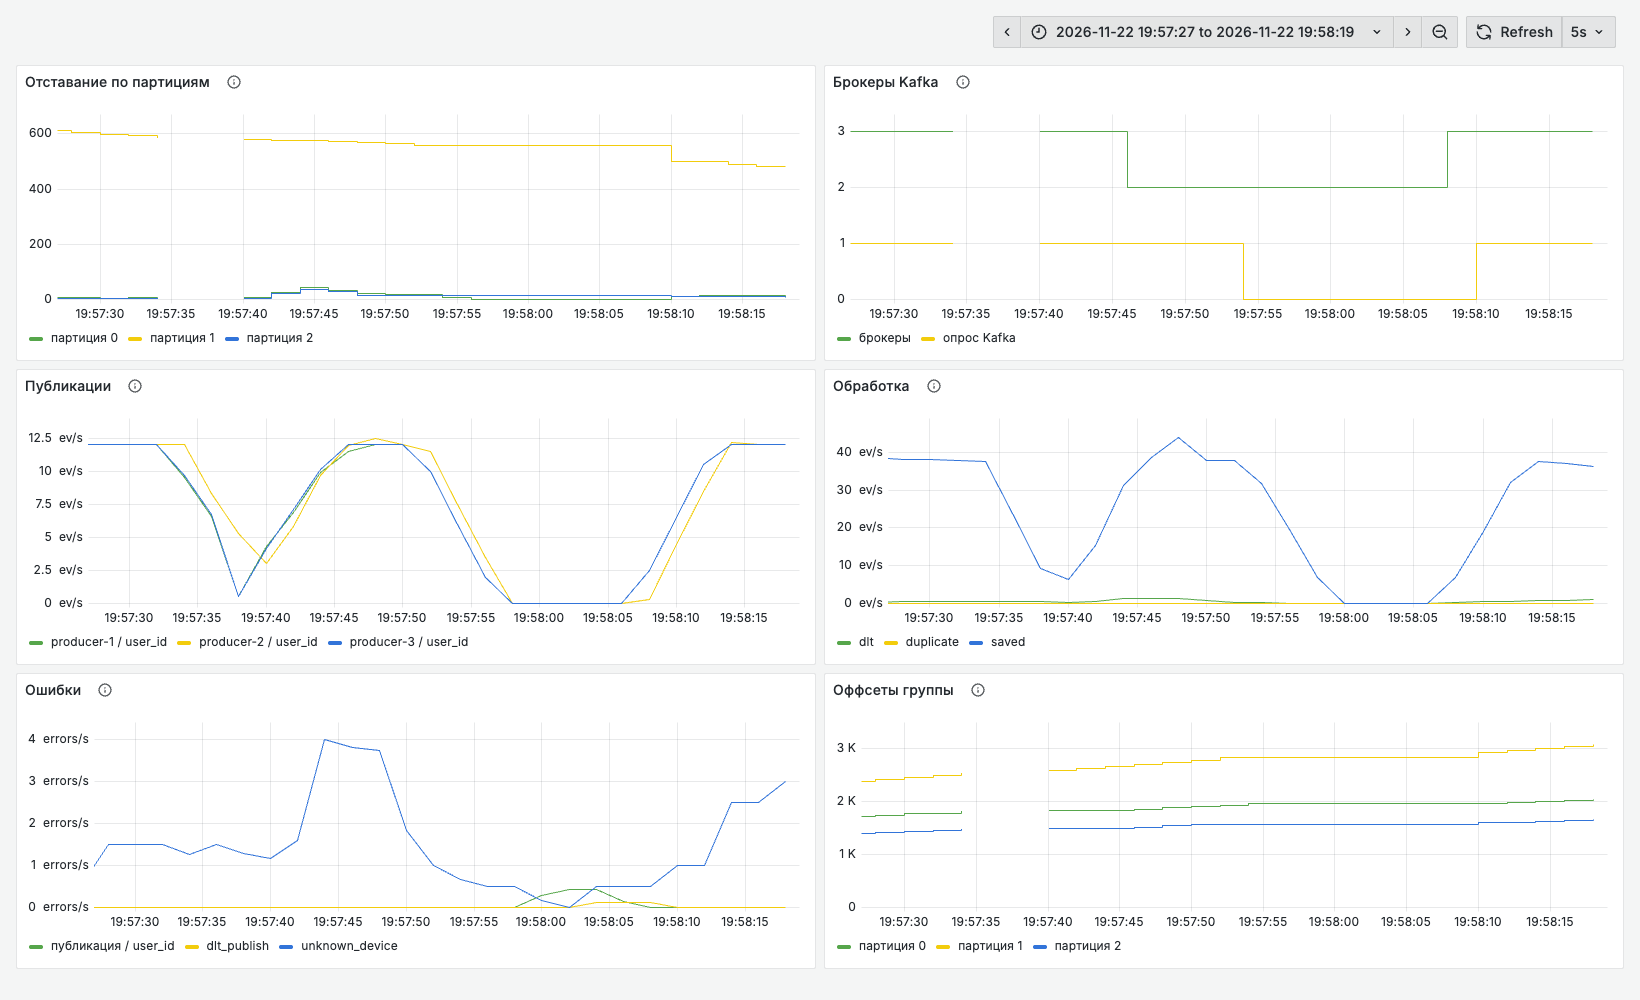 2026-11-22 19:57:27 to 2026-11-22 19:58:19 Refresh 5s
Отставание по партициям
600
400
200
0
19:57:30 19:57:35 19:57:40 19:57:45 19:57:50 19:57:55 19:58:00 19:58:05 19:58:10 19:58:15
партиция 0 партиция 1 партиция 2
Брокеры Kafka
3
2
1
0
19:57:30 19:57:35 19:57:40 19:57:45 19:57:50 19:57:55 19:58:00 19:58:05 19:58:10 19:58:15
брокеры опрос Kafka
Публикации
12.5 ev/s
10 ev/s
7.5 ev/s
5 ev/s
2.5 ev/s
0 ev/s
19:57:30 19:57:35 19:57:40 19:57:45 19:57:50 19:57:55 19:58:00 19:58:05 19:58:10 19:58:15
producer-1 / user_id producer-2 / user_id producer-3 / user_id
Обработка
40 ev/s
30 ev/s
20 ev/s
10 ev/s
0 ev/s
19:57:30 19:57:35 19:57:40 19:57:45 19:57:50 19:57:55 19:58:00 19:58:05 19:58:10 19:58:15
dlt duplicate saved
Ошибки
4 errors/s
3 errors/s
2 errors/s
1 errors/s
0 errors/s
19:57:30 19:57:35 19:57:40 19:57:45 19:57:50 19:57:55 19:58:00 19:58:05 19:58:10 19:58:15
публикация / user_id dlt_publish unknown_device
Оффсеты группы
3 K
2 K
1 K
0
19:57:30 19:57:35 19:57:40 19:57:45 19:57:50 19:57:55 19:58:00 19:58:05 19:58:10 19:58:15
партиция 0 партиция 1 партиция 2